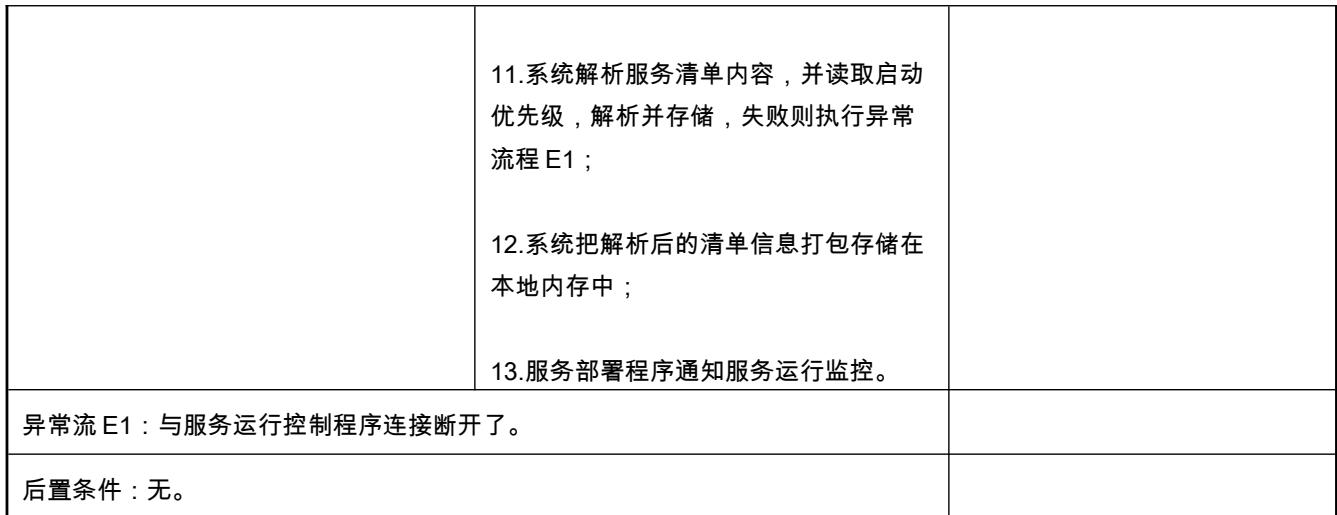 11.系统解析服务清单内容，并读取启动
优先级，解析并存储，失败则执行异常
流程 E1；
12.系统把解析后的清单信息打包存储在
本地内存中；
13.服务部署程序通知服务运行监控。
异常流 E1：与服务运行控制程序连接断开了。
后置条件：无。